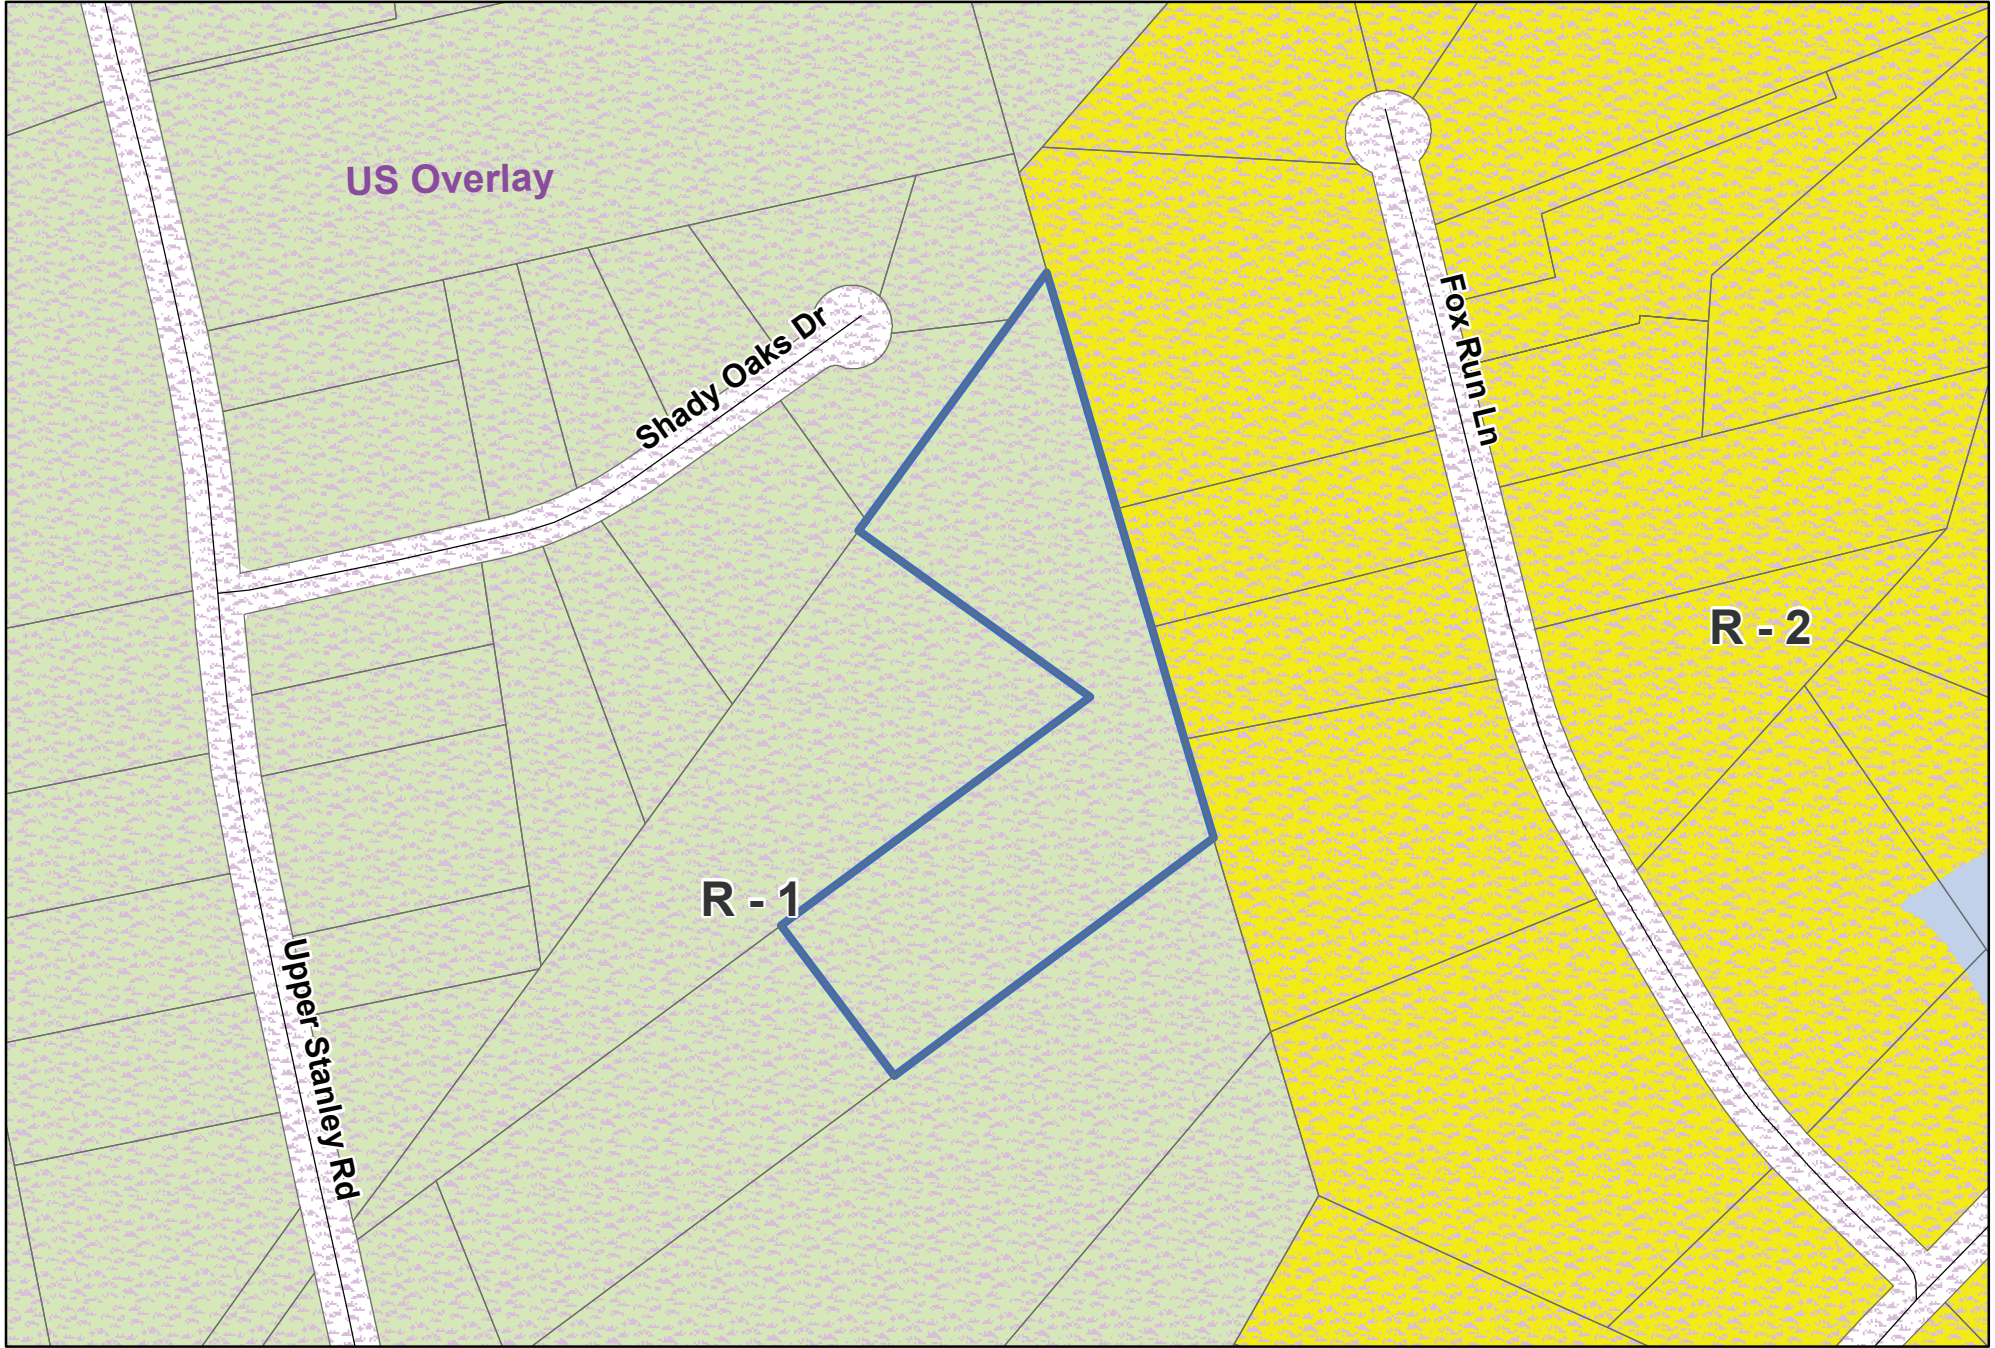 US Overlay
Shady Oaks Dr
Fox Run Ln
R - 2
R - 1
Upper Stanley Rd